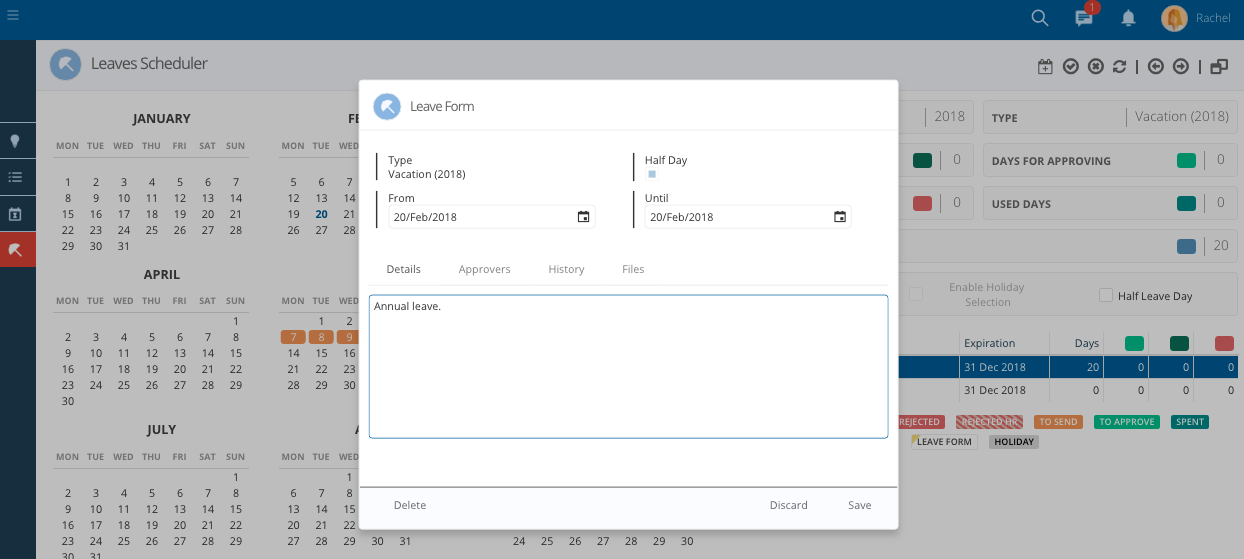 1
Rachel
Leaves Scheduler
JANUARY
MON TUE WED THU FRI SAT SUN
1 2 3 4 5 6 7
8 9 10 11 12 13 14
15 16 17 18 19 20 21
22 23 24 25 26 27 28
29 30 31
FE
MON TUE WED
5 6 7
12 13 14
19 20 21
26 27 28
APRIL
MON TUE WED THU FRI SAT SUN
1
2 3 4 5 6 7 8
9 10 11 12 13 14 15
16 17 18 19 20 21 22
23 24 25 26 27 28 29
30
MON TUE WED
1 2
7 8 9
14 15 16
21 22 23
28 29 30
JULY
MON TUE WED THU FRI SAT SUN
1
2 3 4 5 6 7 8
9 10 11 12 13 14 15
16 17 18 19 20 21 22
23 24 25 26 27 28 29
30 31
A
MON TUE WED
1
6 7 8
13 14 15
20 21 22
27 28 29 30 31
24 25 26 27 28 29 30
Leave Form
Type
Vacation (2018)
Half Day
From
20/Feb/2018
Until
20/Feb/2018
Details Approvers History Files
Annual leave.
Delete Discard Save
2018
TYPE Vacation (2018)
0
DAYS FOR APPROVING 0
0
USED DAYS 0
20
Enable Holiday
Selection
Half Leave Day
Expiration Days
31 Dec 2018 20 0 0 0
31 Dec 2018 0 0 0 0
REJECTED REJECTED HR TO SEND TO APPROVE SPENT
LEAVE FORM HOLIDAY